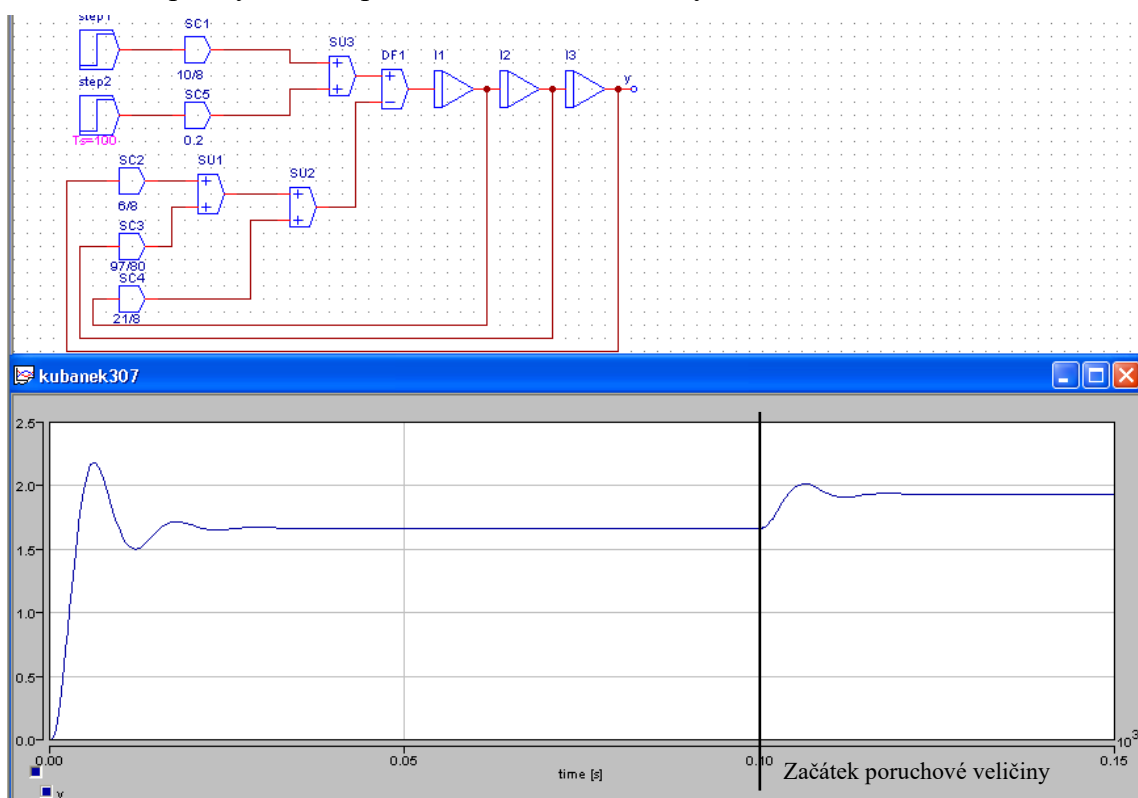 step1
SC1
SU3
DF1
I1
I2
I3
+
+
+
−
y
10/8
step2
SC5
Ts=100
0.2
SC2
SU1
SU2
+
+
+
+
6/8
SC3
97/80
SC4
21/8
kubanek307
2.5
2.0
1.5
1.0
0.5
0.0
0.00
0.05
0.10
0.15
10³
time [s]
Začátek poruchové veličiny
y